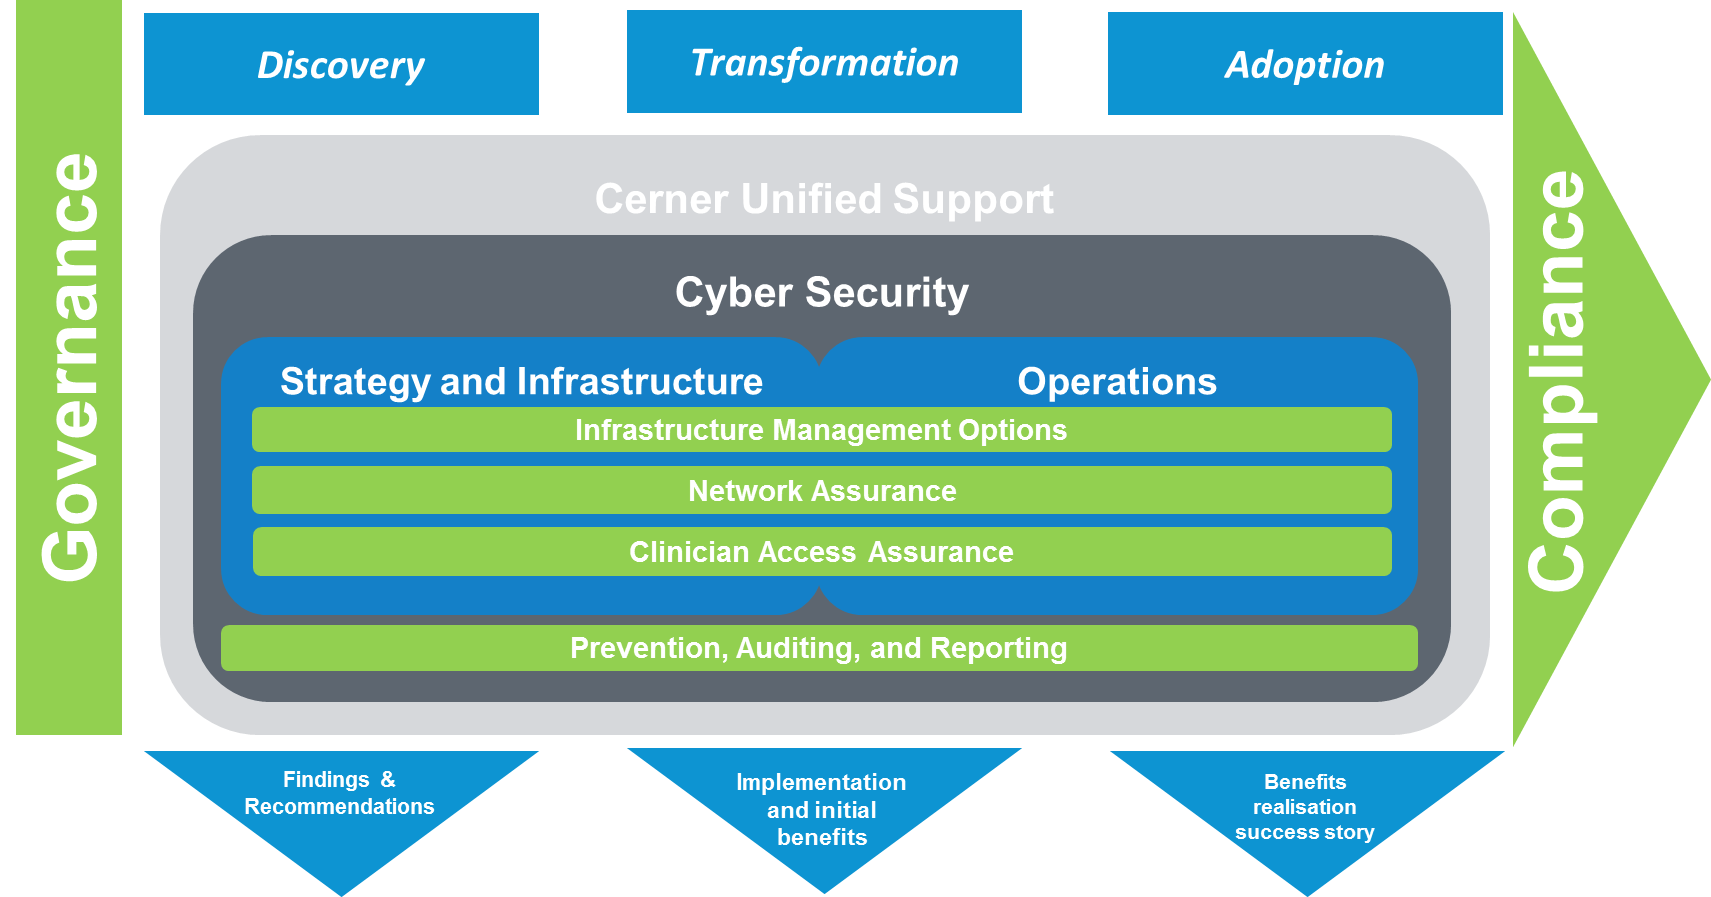 Governance
Discovery
Transformation
Adoption
Compliance
Cerner Unified Support
Cyber Security
Strategy and Infrastructure
Operations
Infrastructure Management Options
Network Assurance
Clinician Access Assurance
Prevention, Auditing, and Reporting
Findings &
Recommendations
Implementation
and initial
benefits
Benefits
realisation
success story